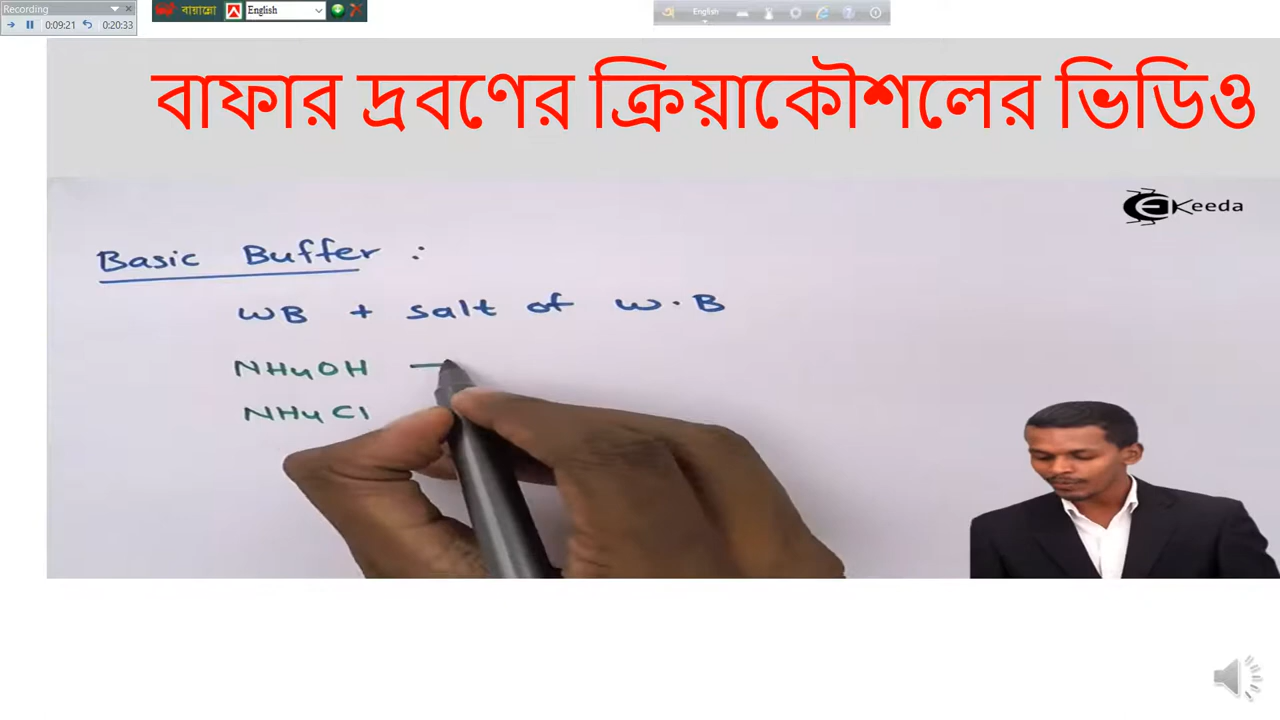 Recording
0:09:21 0:20:33
বায়ান্নো English
English
বাফার দ্রবণের ক্রিয়াকৌশলের ভিডিও
Keeda
Basic Buffer :
WB + salt of W.B
NH4OH
NH4Cl